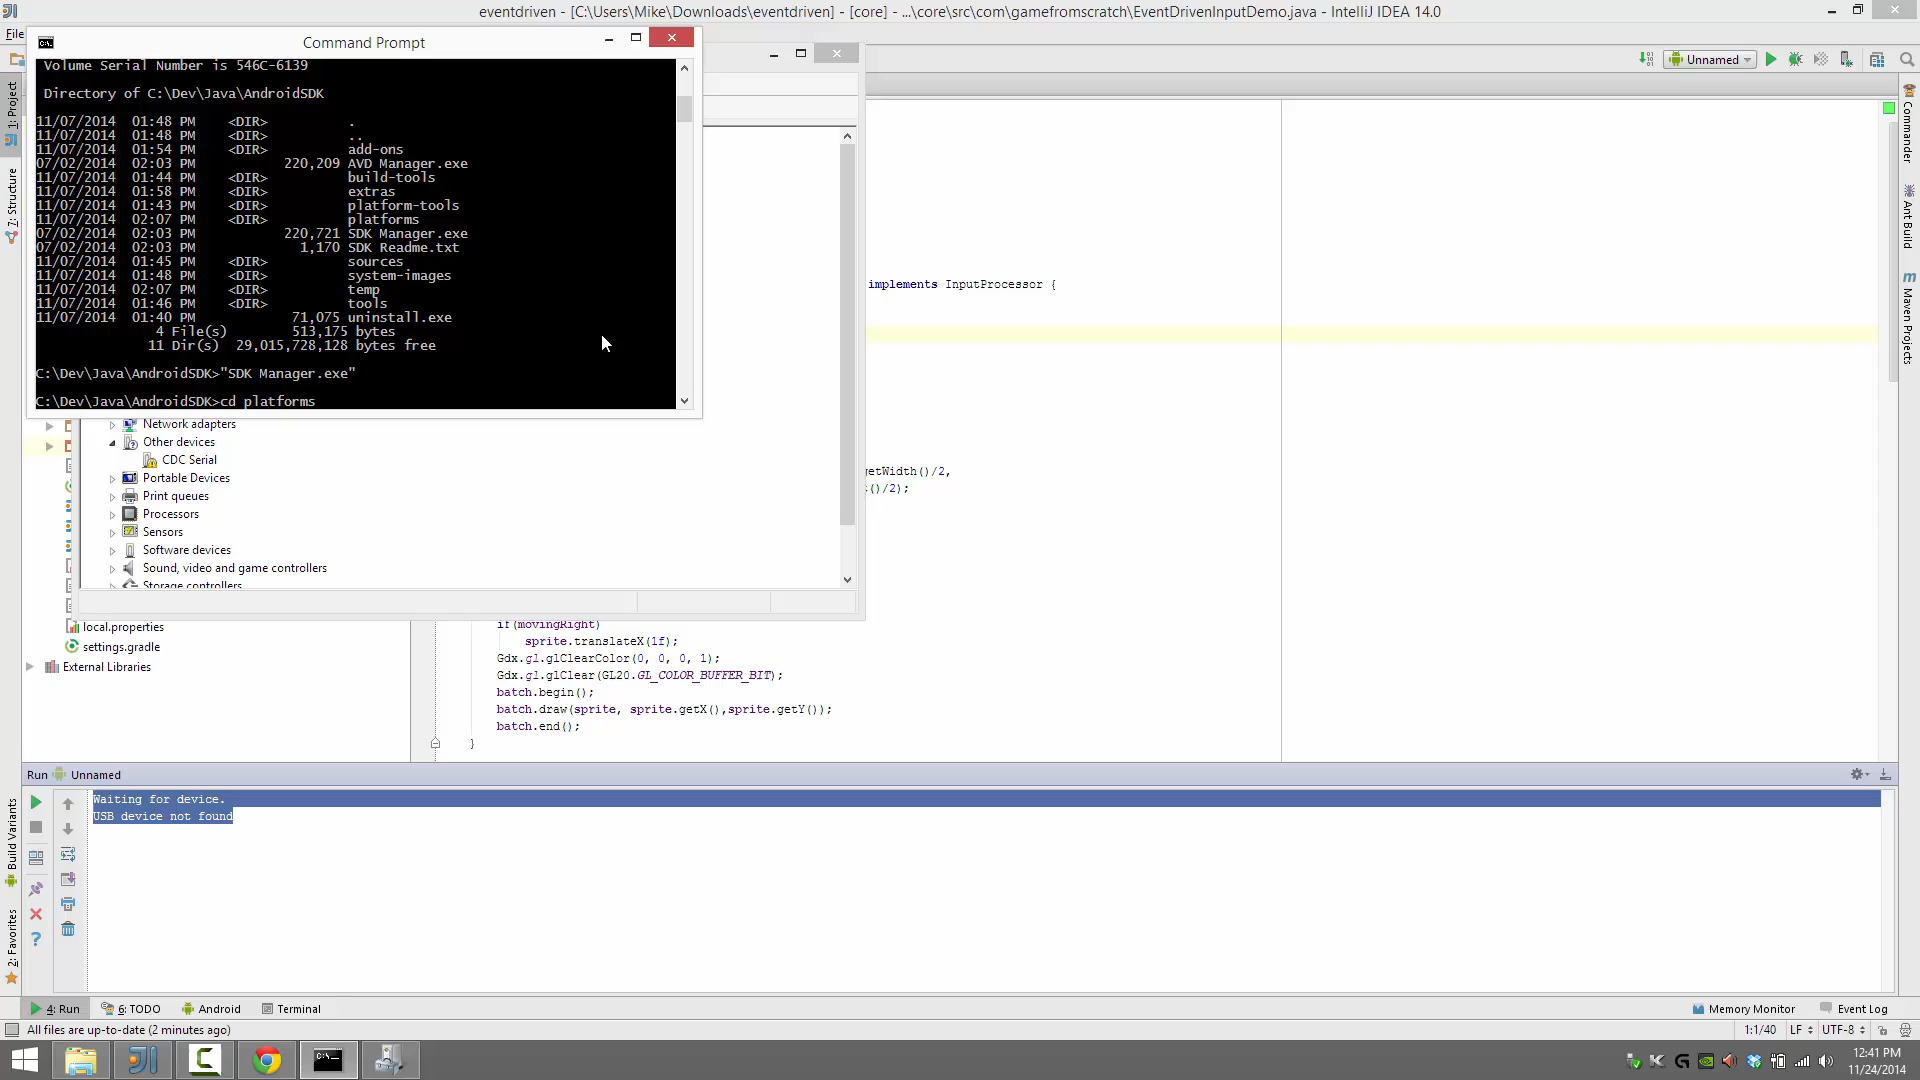 eventdriven - [C:\Users\Mike\Downloads\eventdriven] - [core] - ...\core\src\com\gamefromscratch\EventDrivenInputDemo.java - IntelliJ IDEA 14.0
File
Command Prompt
Unnamed
Volume Serial Number is 546C-6139
Directory of C:\Dev\Java\AndroidSDK
11/07/2014 01:48 PM <DIR> .
11/07/2014 01:48 PM <DIR> ..
11/07/2014 01:54 PM <DIR> add-ons
07/02/2014 02:03 PM 220,209 AVD Manager.exe
11/07/2014 01:44 PM <DIR> build-tools
11/07/2014 01:58 PM <DIR> extras
11/07/2014 01:43 PM <DIR> platform-tools
11/07/2014 02:07 PM <DIR> platforms
07/02/2014 02:03 PM 220,721 SDK Manager.exe
07/02/2014 02:03 PM 1,170 SDK Readme.txt
11/07/2014 01:45 PM <DIR> sources
11/07/2014 01:48 PM <DIR> system-images
11/07/2014 02:07 PM <DIR> temp
11/07/2014 01:46 PM <DIR> tools
11/07/2014 01:40 PM 71,075 uninstall.exe
4 File(s) 513,175 bytes
11 Dir(s) 29,015,728,128 bytes free
C:\Dev\Java\AndroidSDK>"SDK Manager.exe"
C:\Dev\Java\AndroidSDK>cd platforms
1: Project
7: Structure
Commander
Ant Build
Maven Projects
implements InputProcessor {
Network adapters
Other devices
CDC Serial
Portable Devices
Print queues
Processors
Sensors
Software devices
Sound, video and game controllers
Storage controllers
etWidth()/2,
()/2);
local.properties
settings.gradle
External Libraries
if(movingRight)
sprite.translateX(1f);
Gdx.gl.glClearColor(0, 0, 0, 1);
Gdx.gl.glClear(GL20.GL_COLOR_BUFFER_BIT);
batch.begin();
batch.draw(sprite, sprite.getX(),sprite.getY());
batch.end();
}
Run Unnamed
Waiting for device.
USB device not found
Build Variants
2: Favorites
4: Run 6: TODO Android Terminal
Memory Monitor Event Log
All files are up-to-date (2 minutes ago)
1:1/40 LF UTF-8
12:41 PM
11/24/2014